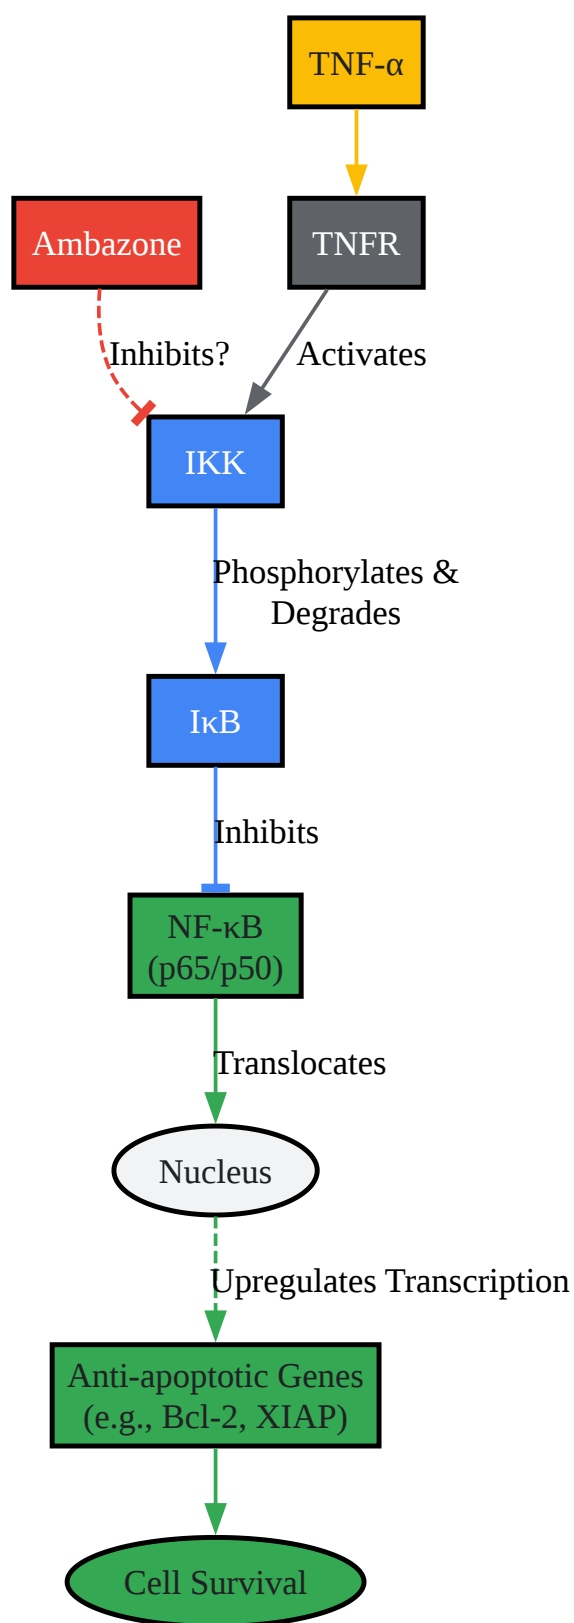 TNF-α
Ambazone
TNFR
Inhibits?
Activates
IKK
Phosphorylates &
Degrades
IκB
Inhibits
NF-κB
(p65/p50)
Translocates
Nucleus
Upregulates Transcription
Anti-apoptotic Genes
(e.g., Bcl-2, XIAP)
Cell Survival